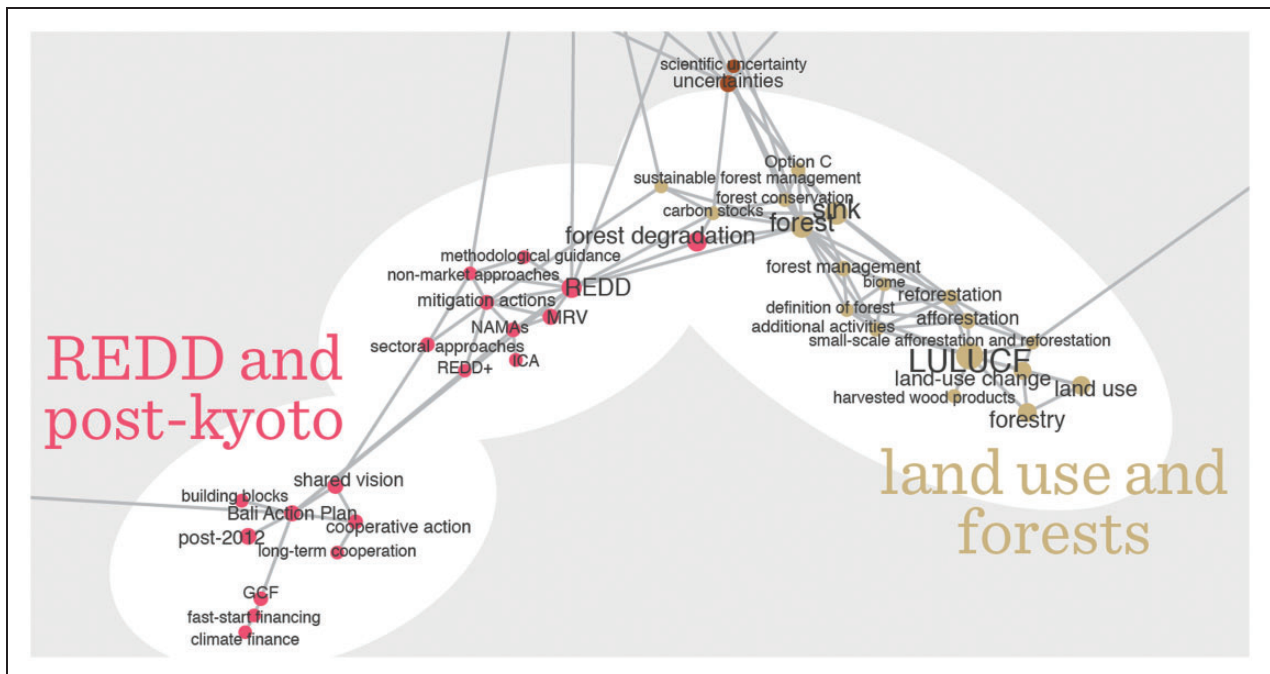 scientific uncertainty
uncertainties
Option C
sustainable forest management
forest conservation
carbon stocks
sink
forest
forest degradation
methodological guidance
non-market approaches
REDD
mitigation actions
MRV
NAMAs
sectoral approaches
ICA
REDD+
forest management
biome
reforestation
definition of forest
afforestation
additional activities
small-scale afforestation and reforestation
LULUCF
land-use change
land use
harvested wood products
forestry
REDD and
post-kyoto
land use and
forests
shared vision
building blocks
Bali Action Plan
cooperative action
post-2012
long-term cooperation
GCF
fast-start financing
climate finance